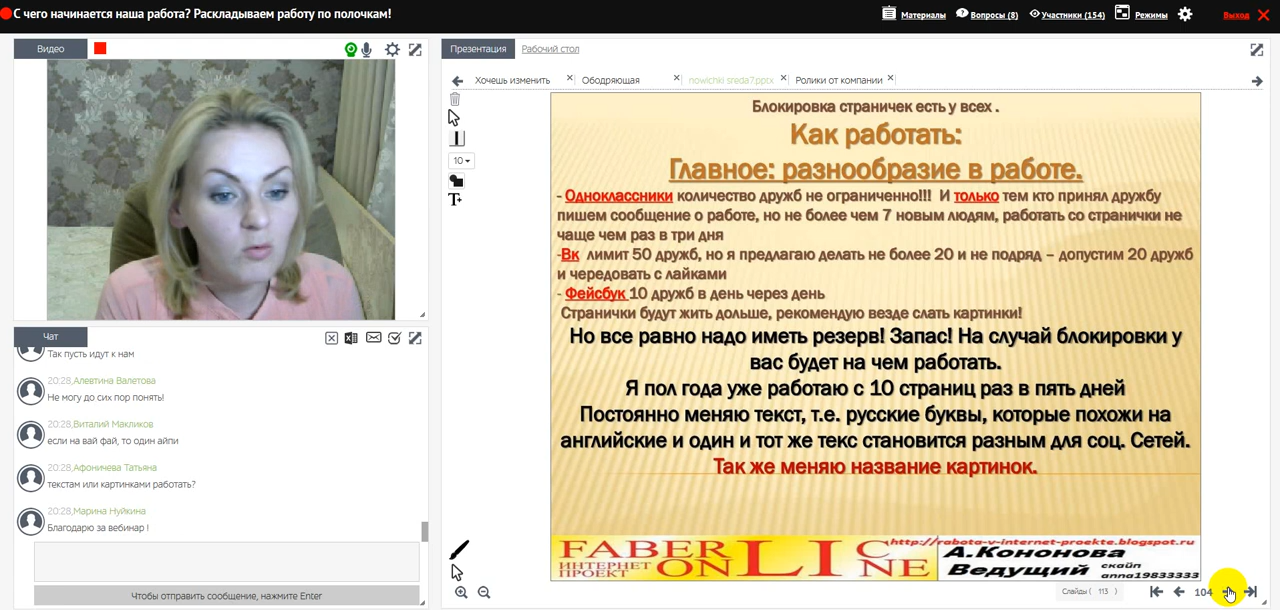 С чего начинается наша работа? Раскладываем работу по полочкам!
Материалы
Вопросы (8)
Участники (154)
Режимы
Выход
Видео
Презентация
Рабочий стол
Хочешь изменить
Ободряющая
nowichki sreda7.pptx
Ролики от компании
10
Блокировка страничек есть у всех .
Как работать:
Главное: разнообразие в работе.
- Одноклассники количество дружб не ограниченно!!! И только тем кто принял дружбу
пишем сообщение о работе, но не более чем 7 новым людям, работать со странички не
чаще чем раз в три дня
-Вк лимит 50 дружб, но я предлагаю делать не более 20 и не подряд – допустим 20 дружб
и чередовать с лайками
- Фейсбук 10 дружб в день через день
Странички будут жить дольше, рекомендую везде слать картинки!
Но все равно надо иметь резерв! Запас! На случай блокировки у
вас будет на чем работать.
Я пол года уже работаю с 10 страниц раз в пять дней
Постоянно меняю текст, т.е. русские буквы, которые похожи на
английские и один и тот же текс становится разным для соц. Сетей.
Так же меняю название картинок.
FABER ONLINE
ИНТЕРНЕТ
ПРОЕКТ
http://rabota-v-internet-proekte.blogspot.ru
А.Кононова
Ведущий
скайп
anna19833333
Слайды ( 113 )
104
Чат
Так пусть идут к нам
20:28,Алевтина Валетова
Не могу до сих пор понять!
20:28,Виталий Макликов
если на вай фай, то один айпи
20:28,Афоничева Татьяна
текстам или картинками работать?
20:28,Марина Нуйкина
Благодарю за вебинар !
Чтобы отправить сообщение, нажмите Enter